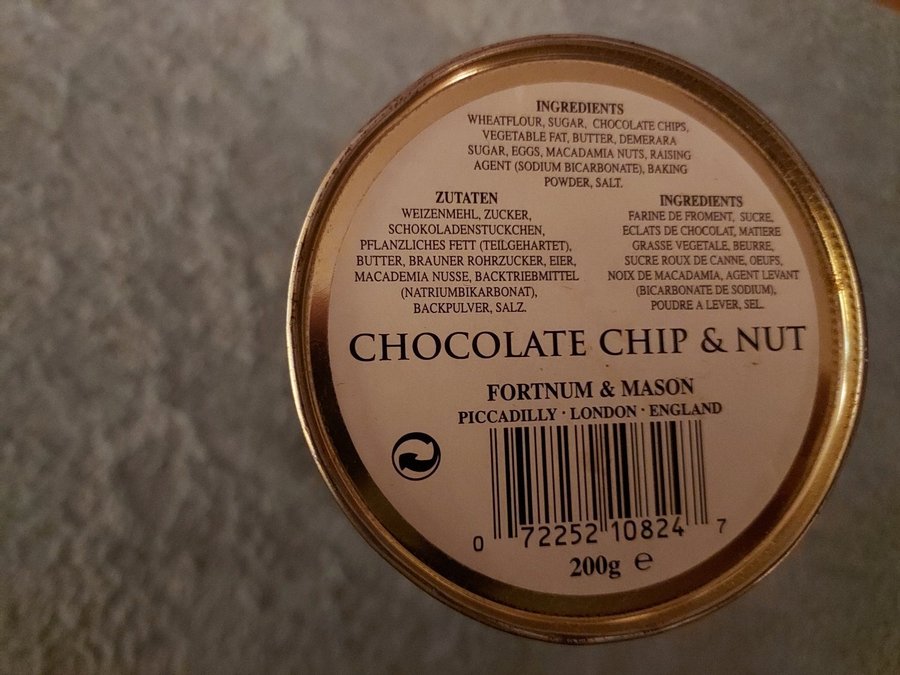 INGREDIENTS
WHEATFLOUR, SUGAR, CHOCOLATE CHIPS,
VEGETABLE FAT, BUTTER, DEMERARA
SUGAR, EGGS, MACADAMIA NUTS, RAISING
AGENT (SODIUM BICARBONATE), BAKING
POWDER, SALT.
ZUTATEN
WEIZENMEHL, ZUCKER,
SCHOKOLADENSTUCKCHEN,
PFLANZLICHES FETT (TEILGEHARTET),
BUTTER, BRAUNER ROHRZUCKER, EIER,
MACADEMIA NUSSE, BACKTRIEBMITTEL
(NATRIUMBIKARBONAT),
BACKPULVER, SALZ.
INGREDIENTS
FARINE DE FROMENT, SUCRE,
ECLATS DE CHOCOLAT, MATIERE
GRASSE VEGETALE, BEURRE,
SUCRE ROUX DE CANNE, OEUFS,
NOIX DE MACADAMIA, AGENT LEVANT
(BICARBONATE DE SODIUM),
POUDRE A LEVER, SEL.
CHOCOLATE CHIP & NUT
FORTNUM & MASON
PICCADILLY · LONDON · ENGLAND
0 72252 10824 7
200g ℮